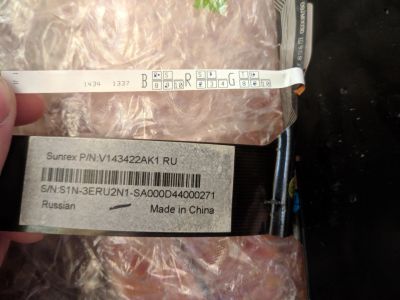 1434 1337 B R G
Sunrex P/N:V143422AK1 RU
S/N:S1N-3ERU2N1-SA000D44000271
Russian Made in China